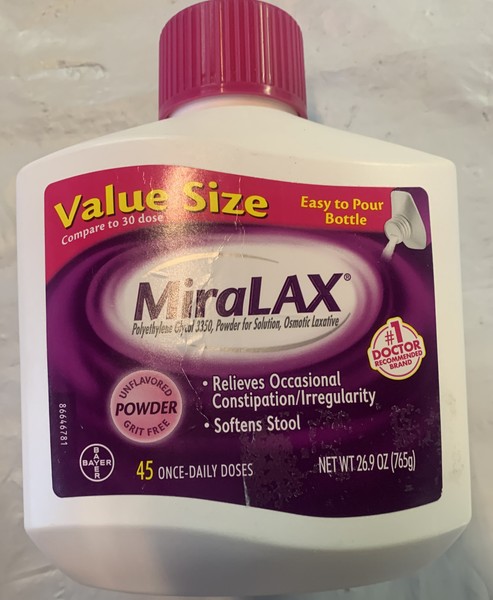 Value Size
Compare to 30 dose
Easy to Pour
Bottle
MiraLAX®
Polyethylene Glycol 3350, Powder for Solution, Osmotic Laxative
#1
DOCTOR
RECOMMENDED
BRAND
UNFLAVORED
POWDER
GRIT FREE
• Relieves Occasional
Constipation/Irregularity
• Softens Stool
86646781
BAYER
BAYER
45 ONCE-DAILY DOSES
NET WT 26.9 OZ (765g)